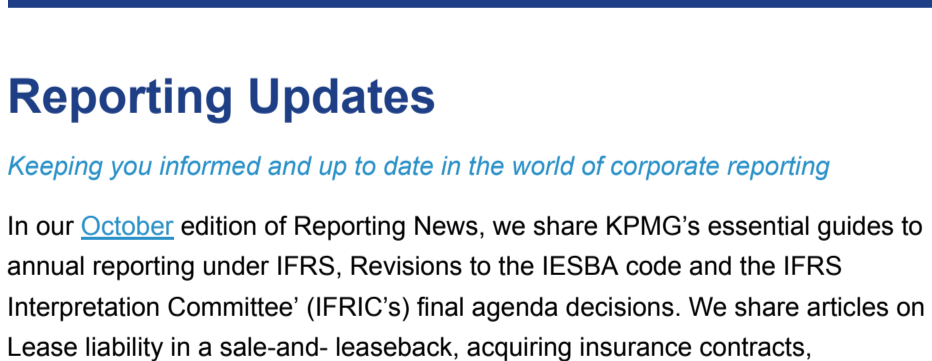 Reporting Updates
Keeping you informed and up to date in the world of corporate reporting
In our October edition of Reporting News, we share KPMG's essential guides to
annual reporting under IFRS, Revisions to the IESBA code and the IFRS
Interpretation Committee' (IFRIC's) final agenda decisions. We share articles on
Lease liability in a sale-and- leaseback, acquiring insurance contracts,